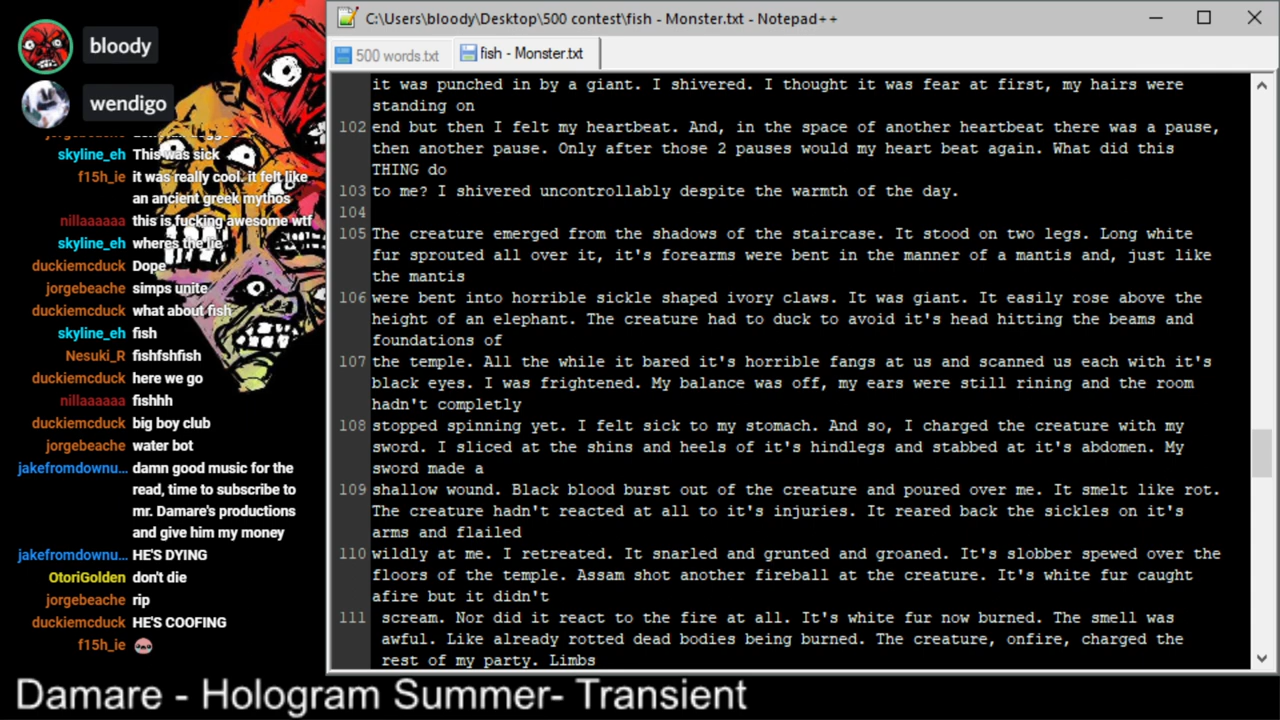 bloody
wendigo
skyline_eh This was sick
f15h_ie it was really cool. it felt like
an ancient greek mythos
nillaaaaaa this is fucking awesome wtf
skyline_eh wheres the lie
duckiemcduck Dope
jorgebeache simps unite
duckiemcduck what about fish
skyline_eh fish
Nesuki_R fishfshfish
duckiemcduck here we go
nillaaaaaa fishhh
duckiemcduck big boy club
jorgebeache water bot
jakefromdownu... damn good music for the
read, time to subscribe to
mr. Damare's productions
and give him my money
jakefromdownu... HE'S DYING
OtoriGolden don't die
jorgebeache rip
duckiemcduck HE'S COOFING
f15h_ie
C:\Users\bloody\Desktop\500 contest\fish - Monster.txt - Notepad++
500 words.txt fish - Monster.txt
it was punched in by a giant. I shivered. I thought it was fear at first, my hairs were
standing on
102 end but then I felt my heartbeat. And, in the space of another heartbeat there was a pause,
then another pause. Only after those 2 pauses would my heart beat again. What did this
THING do
103 to me? I shivered uncontrollably despite the warmth of the day.
104
105 The creature emerged from the shadows of the staircase. It stood on two legs. Long white
fur sprouted all over it, it's forearms were bent in the manner of a mantis and, just like
the mantis
106 were bent into horrible sickle shaped ivory claws. It was giant. It easily rose above the
height of an elephant. The creature had to duck to avoid it's head hitting the beams and
foundations of
107 the temple. All the while it bared it's horrible fangs at us and scanned us each with it's
black eyes. I was frightened. My balance was off, my ears were still rining and the room
hadn't completly
108 stopped spinning yet. I felt sick to my stomach. And so, I charged the creature with my
sword. I sliced at the shins and heels of it's hindlegs and stabbed at it's abdomen. My
sword made a
109 shallow wound. Black blood burst out of the creature and poured over me. It smelt like rot.
The creature hadn't reacted at all to it's injuries. It reared back the sickles on it's
arms and flailed
110 wildly at me. I retreated. It snarled and grunted and groaned. It's slobber spewed over the
floors of the temple. Assam shot another fireball at the creature. It's white fur caught
afire but it didn't
111 scream. Nor did it react to the fire at all. It's white fur now burned. The smell was
awful. Like already rotted dead bodies being burned. The creature, onfire, charged the
rest of my party. Limbs
Damare - Hologram Summer- Transient